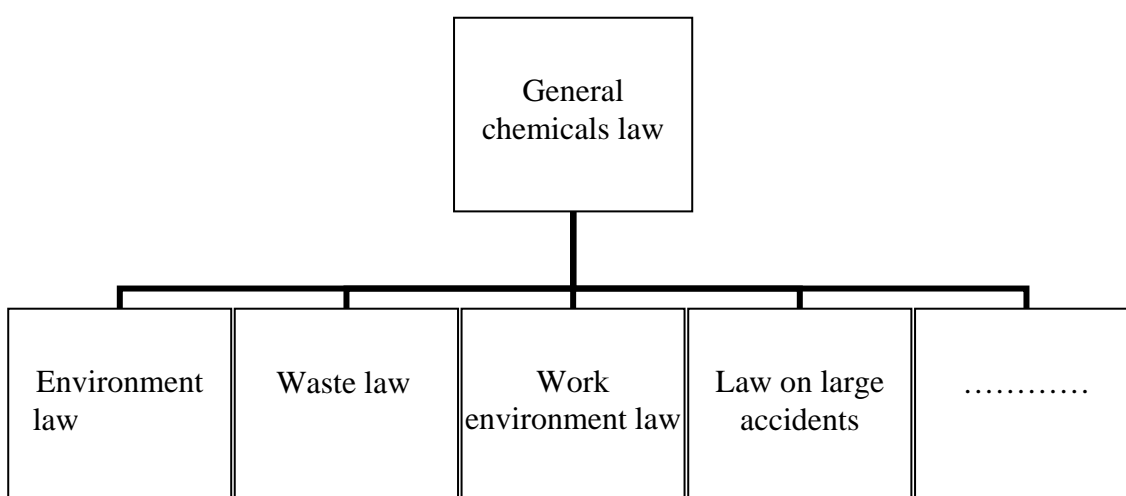 General
chemicals law
Environment
law
Waste law
Work
environment law
Law on large
accidents
…………